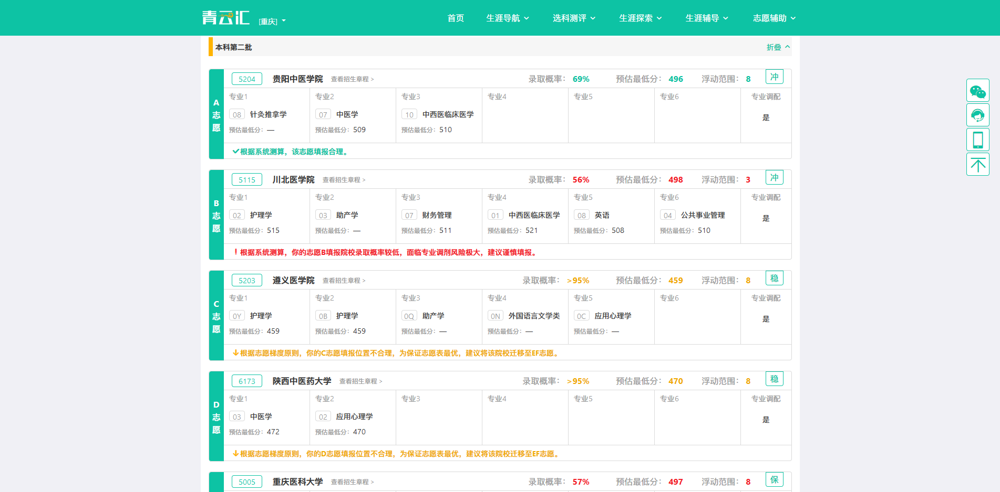 青云汇 [重庆] 首页 生涯导航 选科测评 生涯探索 生涯辅导 志愿辅助
本科第二批 折叠
A志愿
5204 贵阳中医学院 查看招生章程 > 录取概率： 69% 预估最低分： 496 浮动范围： 8 冲
专业1 专业2 专业3 专业4 专业5 专业6 专业调配
08 针灸推拿学 07 中医学 10 中西医临床医学 是
预估最低分：— 预估最低分：509 预估最低分：510
根据系统测算，该志愿填报合理。
B志愿
5115 川北医学院 查看招生章程 > 录取概率： 56% 预估最低分： 498 浮动范围： 3 冲
专业1 专业2 专业3 专业4 专业5 专业6 专业调配
02 护理学 03 助产学 07 财务管理 01 中西医临床医学 08 英语 04 公共事业管理 是
预估最低分：515 预估最低分：— 预估最低分：511 预估最低分：521 预估最低分：508 预估最低分：510
! 根据系统测算，你的志愿B填报院校录取概率较低，面临专业调剂风险极大，建议谨慎填报。
C志愿
5203 遵义医学院 查看招生章程 > 录取概率： >95% 预估最低分： 459 浮动范围： 8 稳
专业1 专业2 专业3 专业4 专业5 专业6 专业调配
0Y 护理学 0B 护理学 0Q 助产学 0N 外国语言文学类 0C 应用心理学 是
预估最低分：459 预估最低分：459 预估最低分：— 预估最低分：— 预估最低分：—
根据志愿梯度原则，你的C志愿填报位置不合理，为保证志愿表最优，建议将该院校迁移至EF志愿。
D志愿
6173 陕西中医药大学 查看招生章程 > 录取概率： >95% 预估最低分： 470 浮动范围： 8 稳
专业1 专业2 专业3 专业4 专业5 专业6 专业调配
03 中医学 02 应用心理学 是
预估最低分：472 预估最低分：470
根据志愿梯度原则，你的D志愿填报位置不合理，为保证志愿表最优，建议将该院校迁移至EF志愿。
5005 重庆医科大学 查看招生章程 > 录取概率： 57% 预估最低分： 497 浮动范围： 8 保